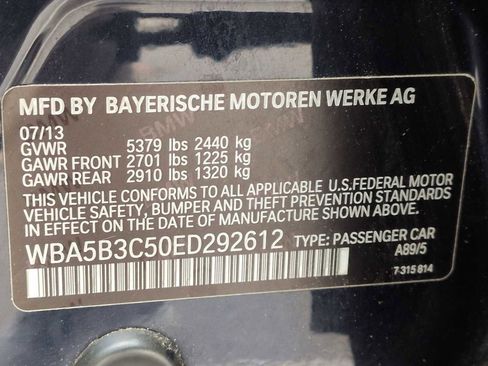 MFD BY BAYERISCHE MOTOREN WERKE AG
07/13
GVWR 5379 lbs 2440 kg
GAWR FRONT 2701 lbs 1225 kg
GAWR REAR 2910 lbs 1320 kg
THIS VEHICLE CONFORMS TO ALL APPLICABLE U.S.FEDERAL MOTOR
VEHICLE SAFETY, BUMPER AND THEFT PREVENTION STANDARDS
IN EFFECT ON THE DATE OF MANUFACTURE SHOWN ABOVE.
WBA5B3C50ED292612 TYPE: PASSENGER CAR
A89/5
7 315 814